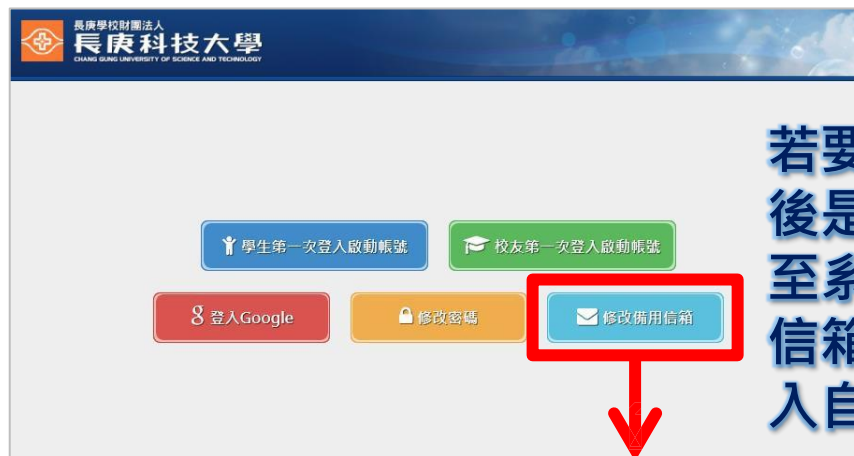 長庚學校財團法人
長庚科技大學
CHANG GUNG UNIVERSITY OF SCIENCE AND TECHNOLOGY
學生第一次登入啟動帳號
校友第一次登入啟動帳號
8 登入Google
修改密碼
修改備用信箱
若要
後是
至系
信箱
入自